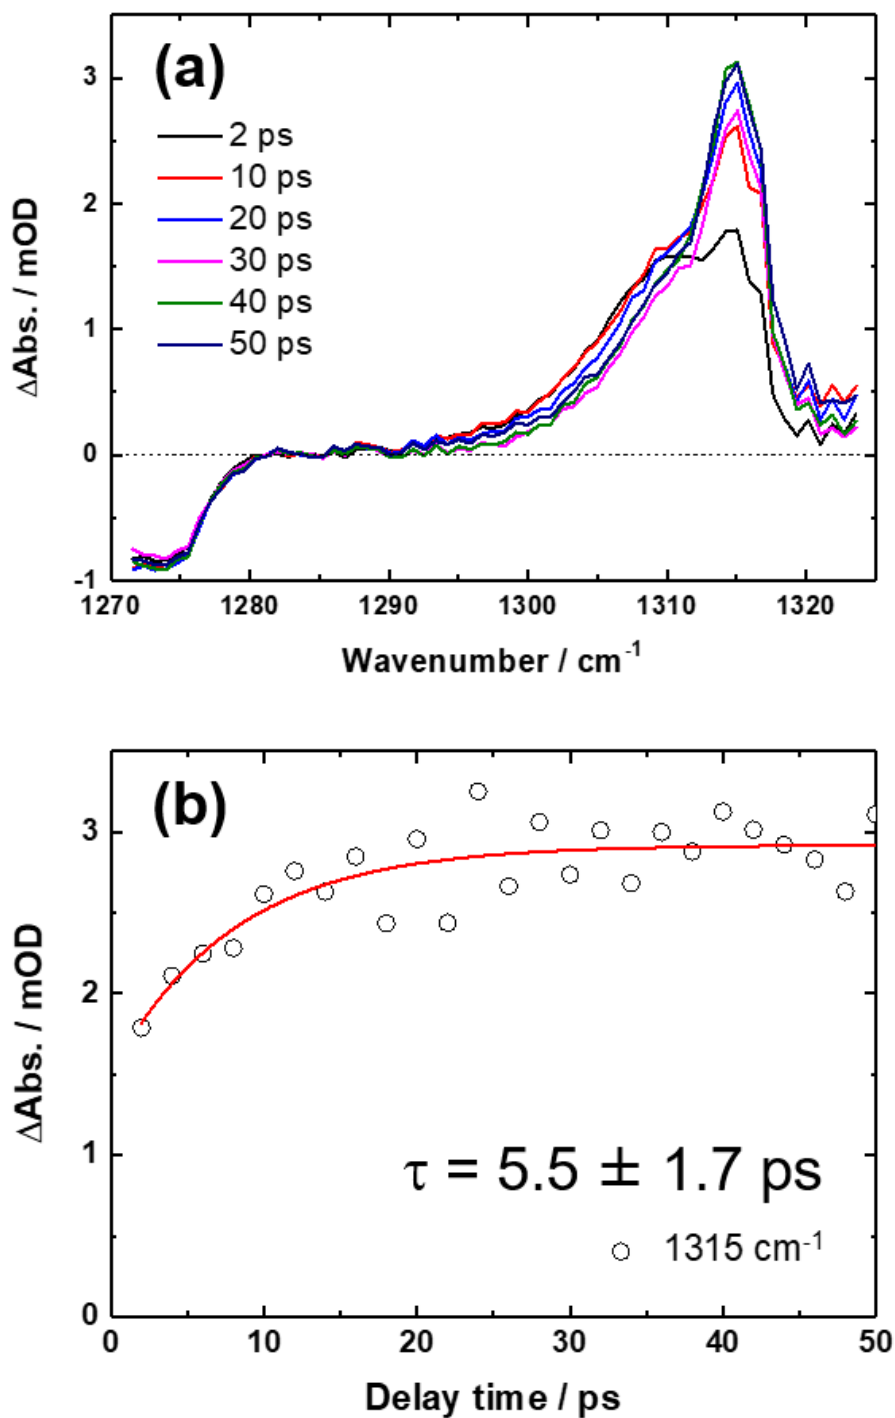 (a)
2 ps
10 ps
20 ps
30 ps
40 ps
50 ps
3
2
1
0
-1
1270 1280 1290 1300 1310 1320
ΔAbs. / mOD
Wavenumber / cm⁻¹
(b)
3
2
1
0
0 10 20 30 40 50
ΔAbs. / mOD
τ = 5.5 ± 1.7 ps
1315 cm⁻¹
Delay time / ps